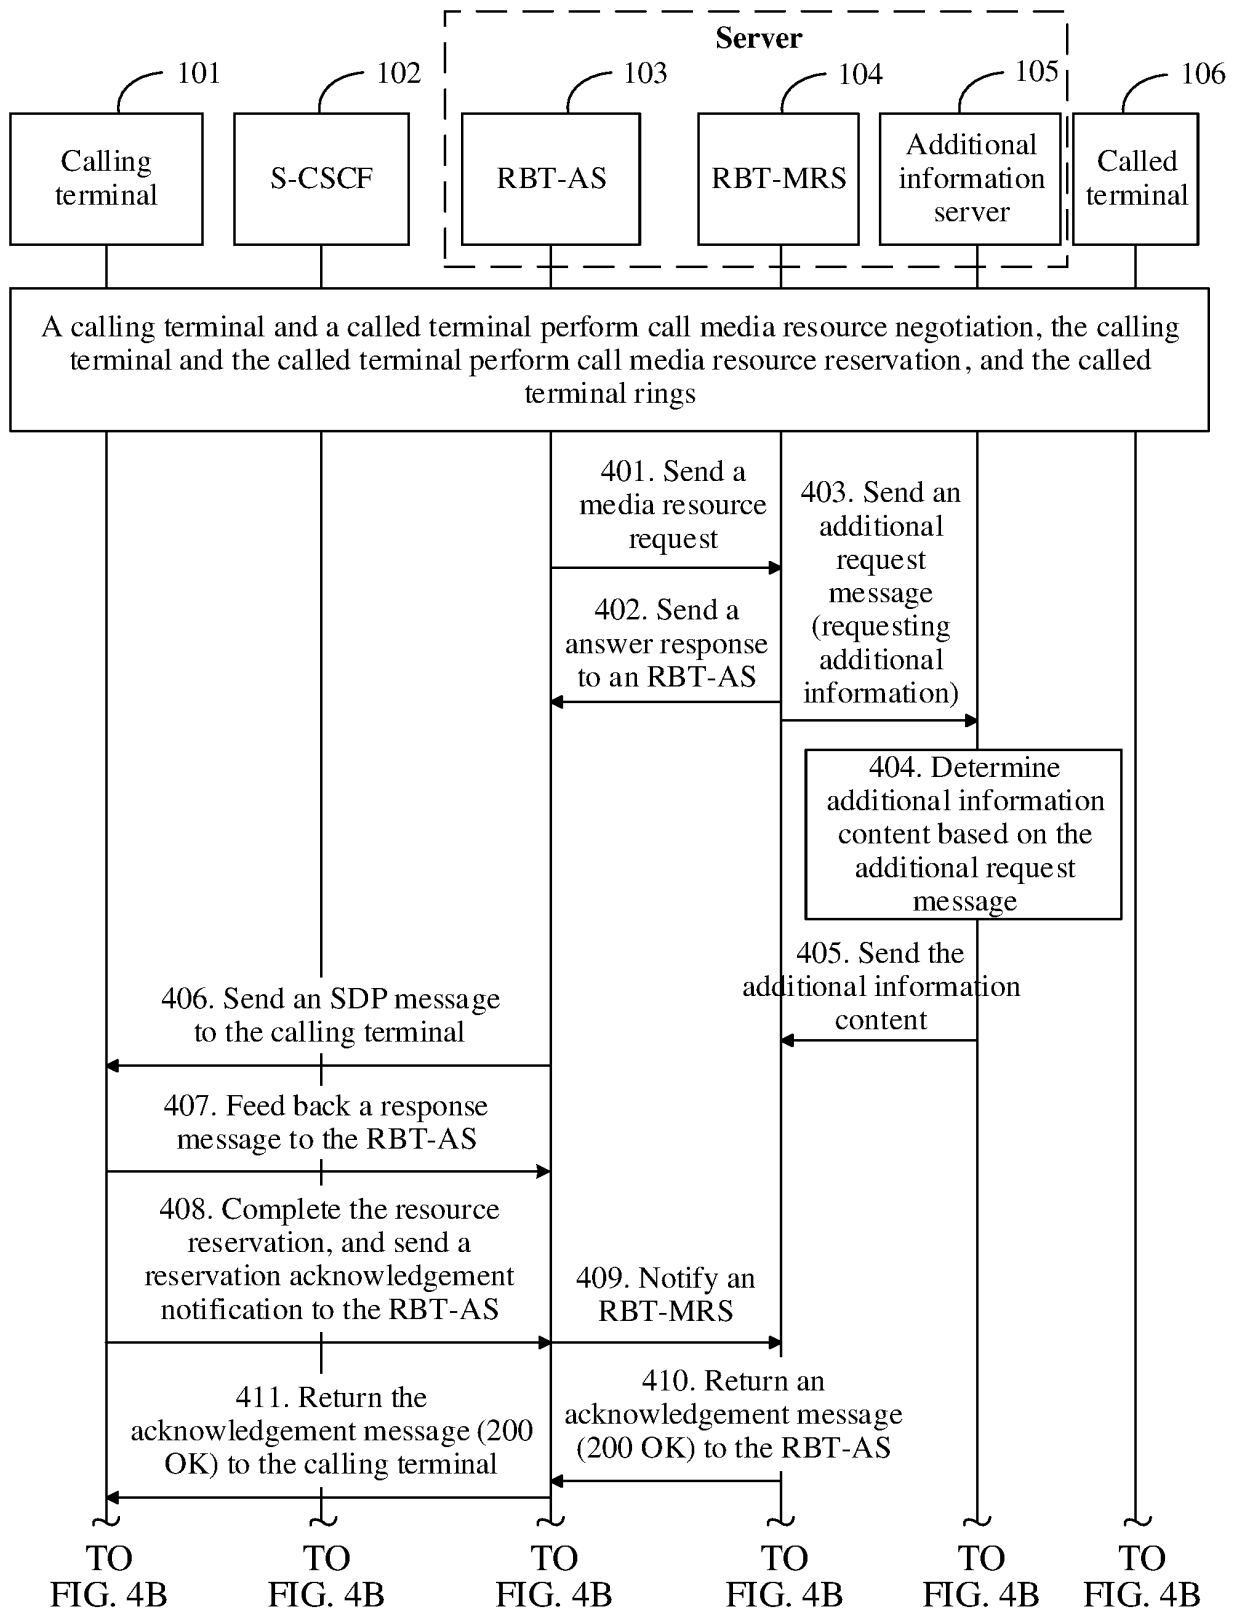 Server
101
102
103
104
105
106
Calling
terminal
S-CSCF
RBT-AS
RBT-MRS
Additional
information
server
Called
terminal
A calling terminal and a called terminal perform call media resource negotiation, the calling
terminal and the called terminal perform call media resource reservation, and the called
terminal rings
401. Send a
media resource
request
402. Send a
answer response
to an RBT-AS
403. Send an
additional
request
message
(requesting
additional
information)
404. Determine
additional information
content based on the
additional request
message
405. Send the
additional information
content
406. Send an SDP message
to the calling terminal
407. Feed back a response
message to the RBT-AS
408. Complete the resource
reservation, and send a
reservation acknowledgement
notification to the RBT-AS
409. Notify an
RBT-MRS
410. Return an
acknowledgement message
(200 OK) to the RBT-AS
411. Return the
acknowledgement message (200
OK) to the calling terminal
TO
FIG. 4B
TO
FIG. 4B
TO
FIG. 4B
TO
FIG. 4B
TO
FIG. 4B
TO
FIG. 4B